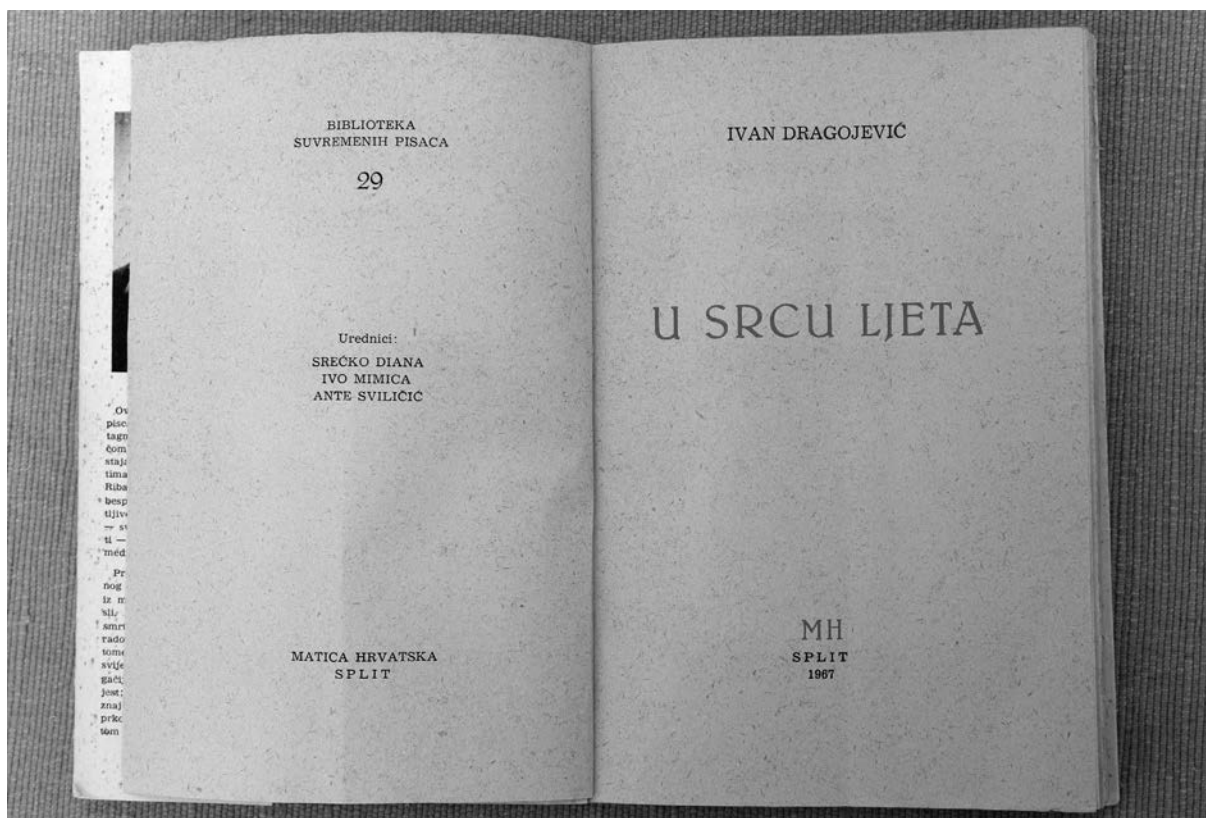 BIBLIOTEKA
SUVREMENIH PISACA
29
Urednici:
SREĆKO DIANA
IVO MIMICA
ANTE SVILIČIĆ
MATICA HRVATSKA
SPLIT
IVAN DRAGOJEVIĆ
U SRCU LJETA
MH
SPLIT
1967